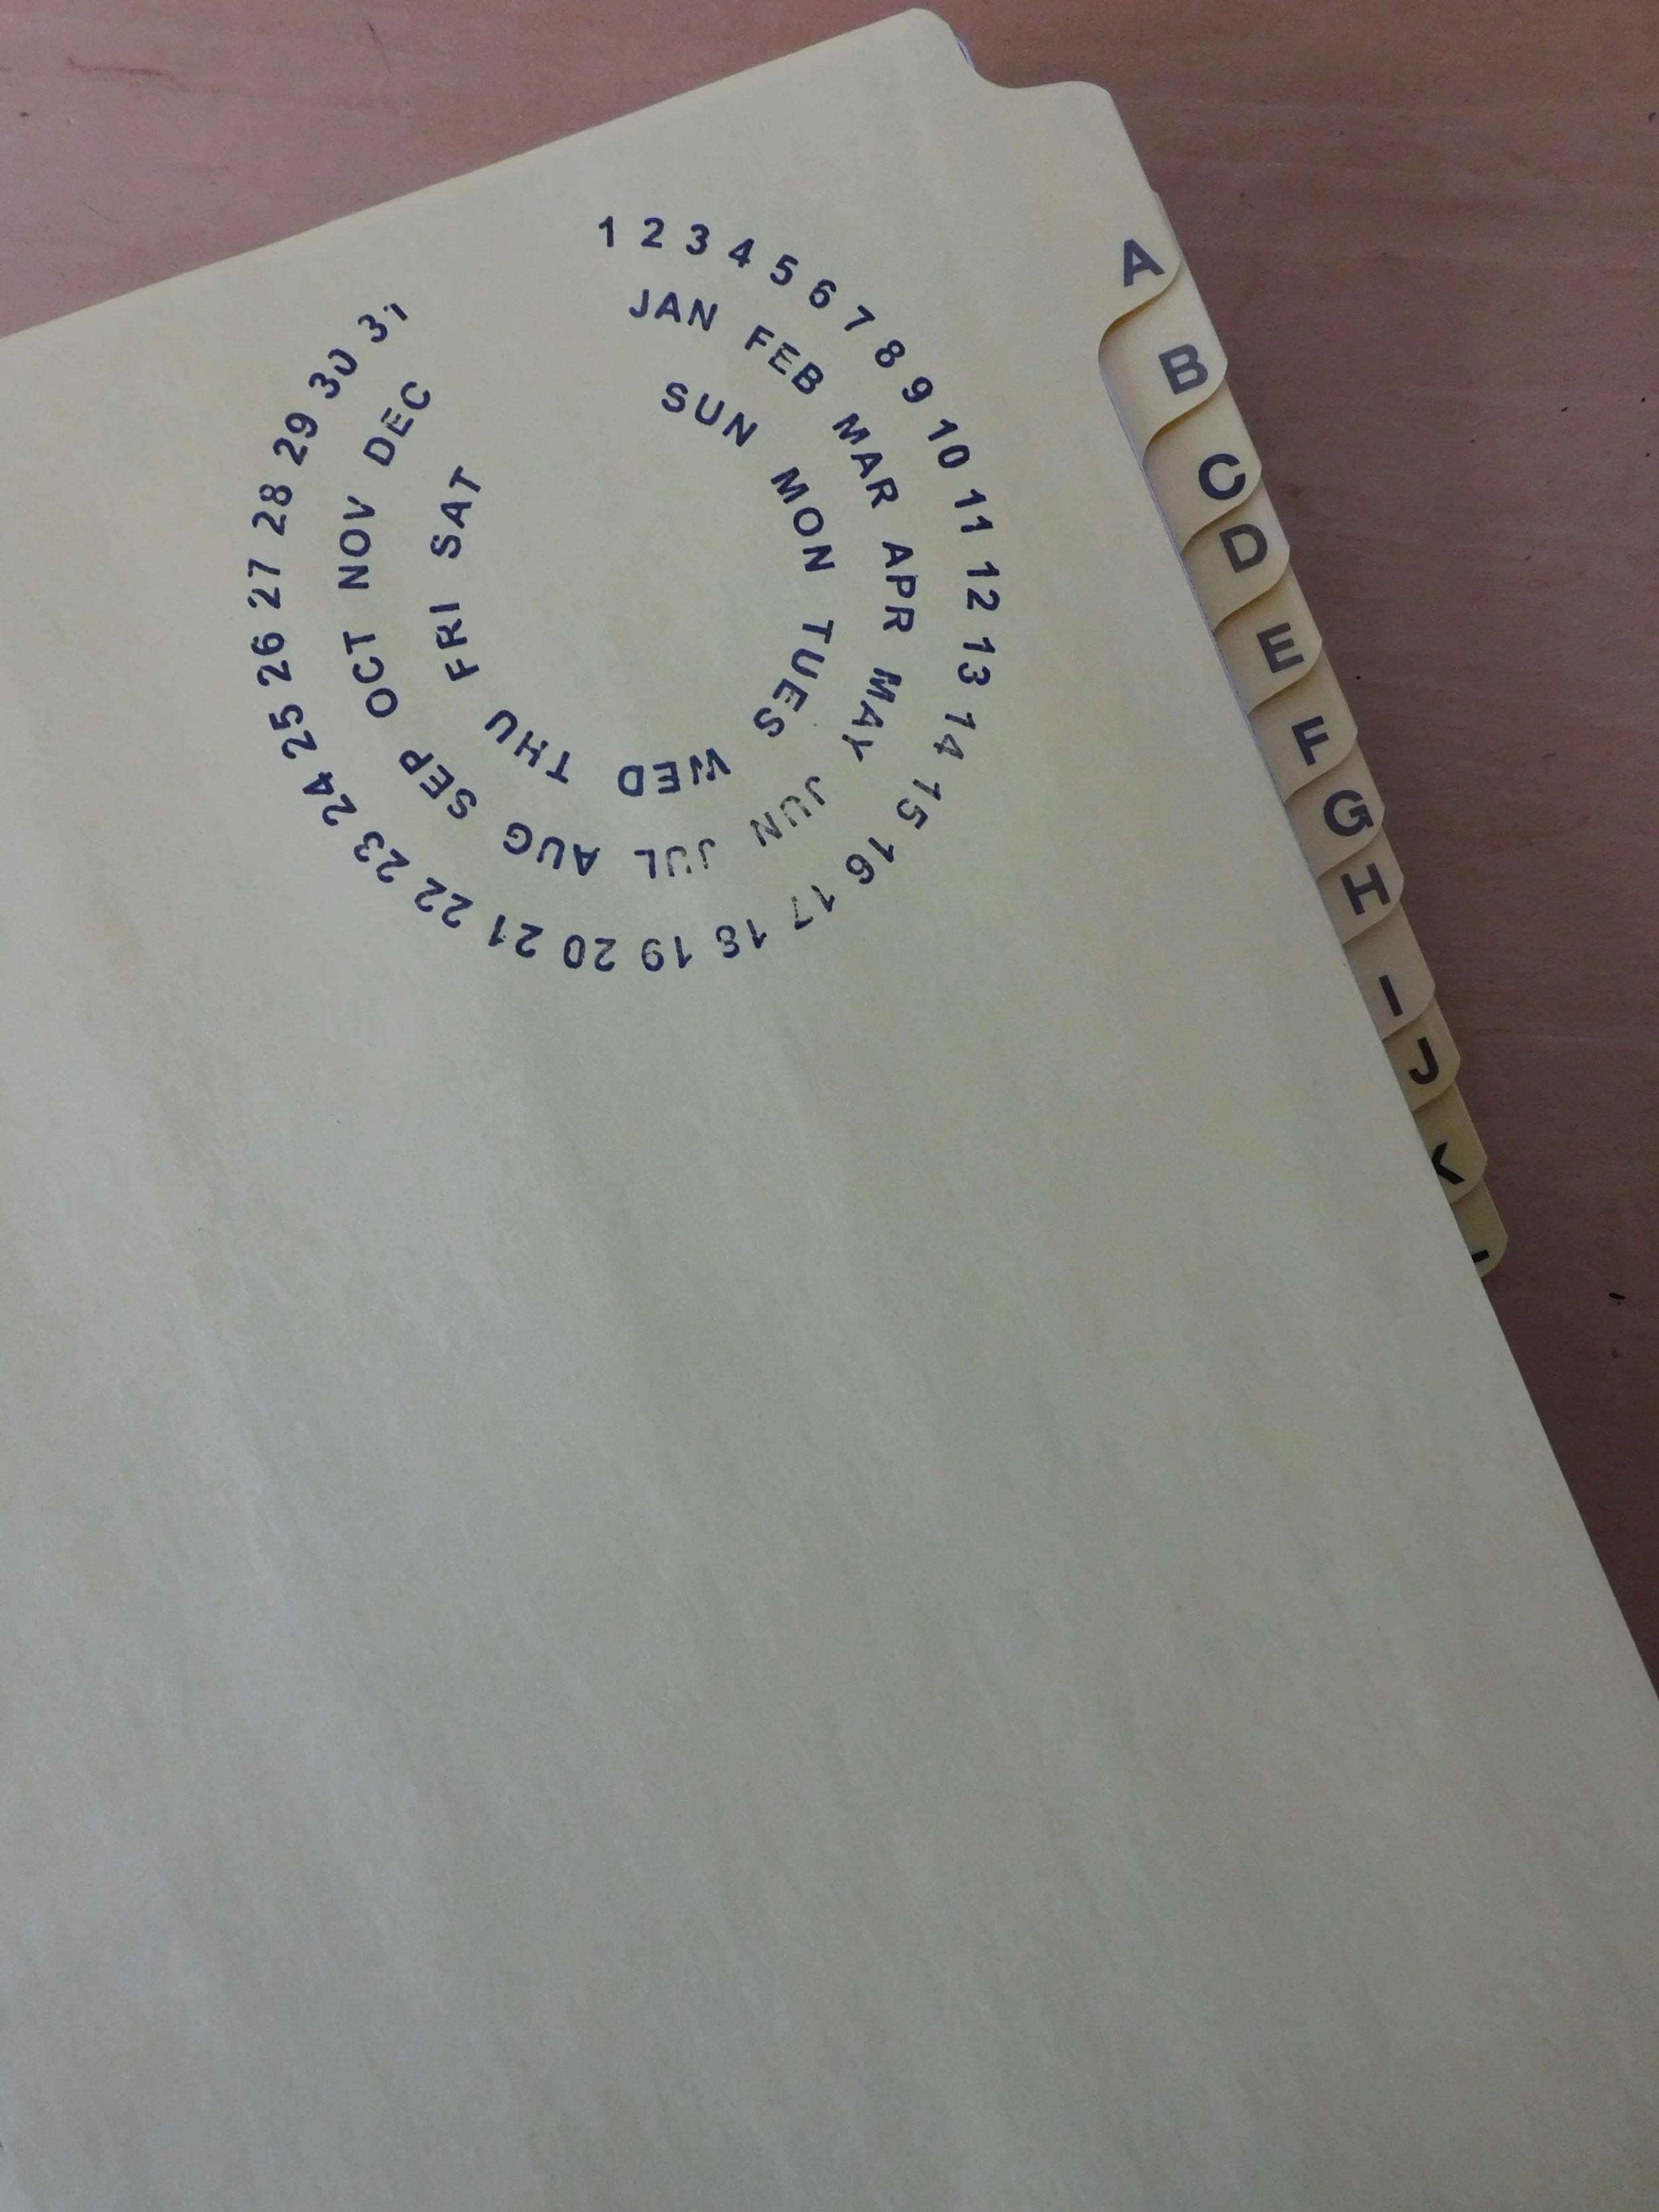 1 2 3 4 5 6 7 8 9 10 11 12 13 14 15 16 17 18 19 20 21 22 23 24 25 26 27 28 29 30 31
JAN FEB MAR APR MAY JUN JUL AUG SEP OCT NOV DEC
SUN MON TUES WED THU FRI SAT
A
B
C
D
E
F
G
H
I
J
K